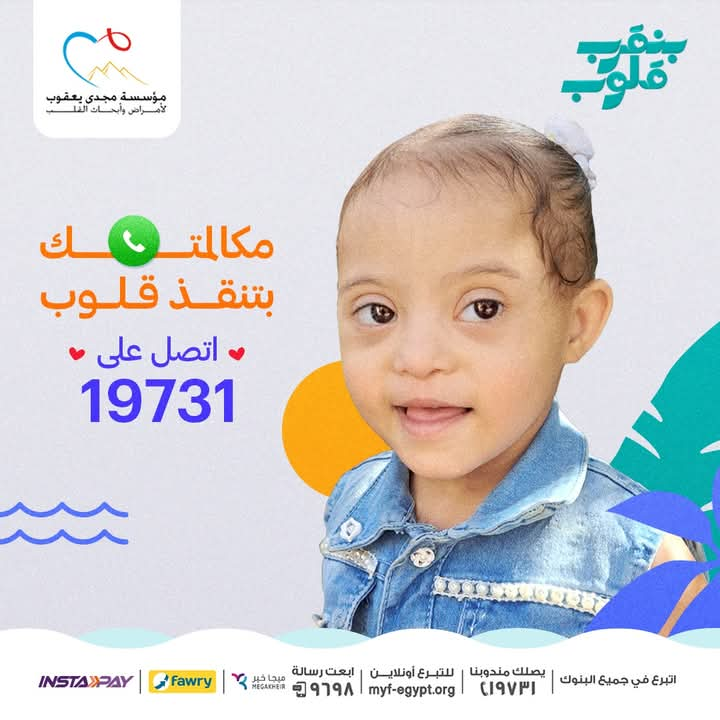 مؤسسة مجدي يعقوب
لأمراض وأبحاث القلب
بنقرب
قلوب
مكالمتك
بتنقذ قلوب
اتصل على
19731
اتبرع في جميع البنوك
يصلك مندوبنا
١٩٧٣١
للتبرع أونلاين
myf-egypt.org
ابعت رسالة
٩٦٩٨
ميجا خير
MEGAKHEIR
fawry
INSTAPAY